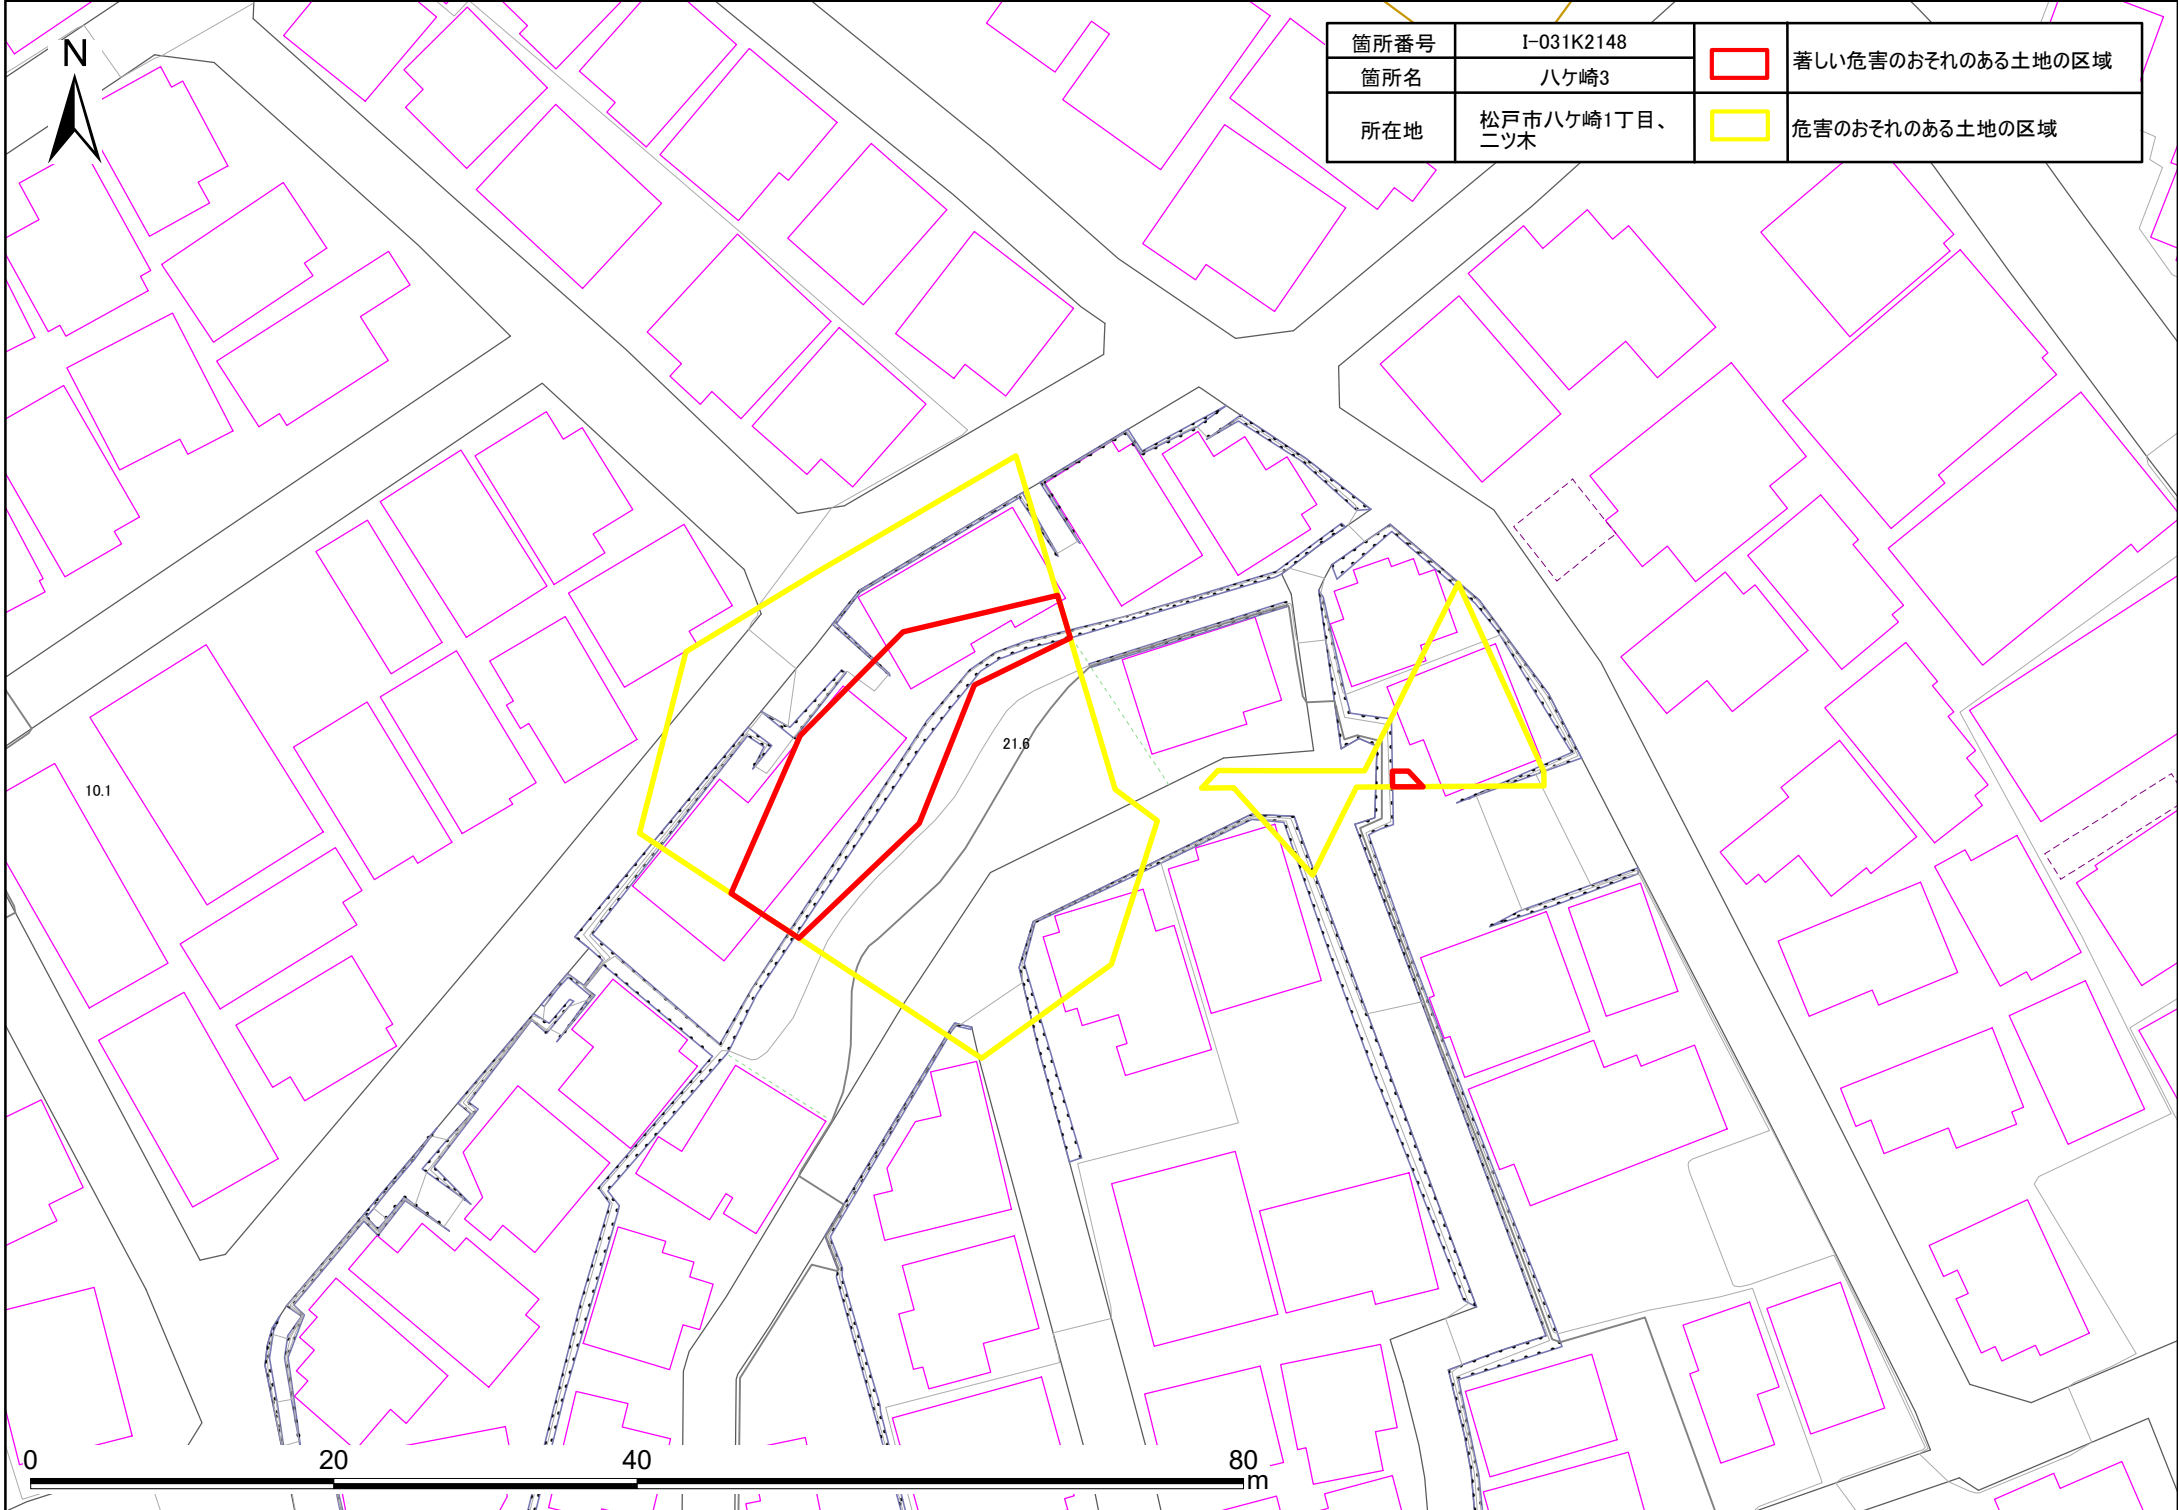 N
箇所番号 I-031K2148
著しい危害のおそれのある土地の区域
箇所名 八ケ崎3
所在地 松戸市八ケ崎1丁目、
二ツ木
危害のおそれのある土地の区域
21.6
10.1
0 20 40 80
m